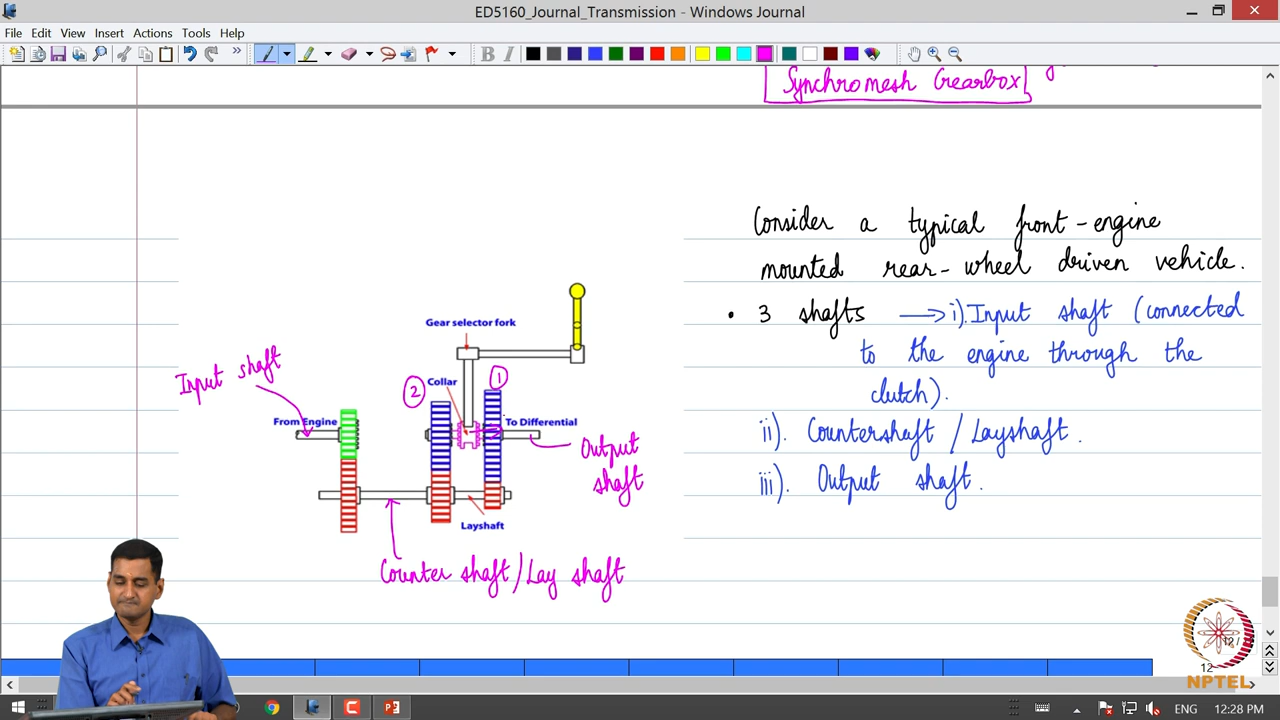 ED5160_Journal_Transmission - Windows Journal
File Edit View Insert Actions Tools Help
B I
Synchromesh Gearbox
Consider a typical front-engine
mounted rear-wheel driven vehicle.
• 3 shafts → i). Input shaft (connected
to the engine through the
clutch).
ii). Countershaft / Layshaft.
iii). Output shaft.
Gear selector fork
Input shaft
2 Collar 1
From Engine
To Differential
Output
shaft
Layshaft
Counter shaft/Lay shaft
12
NPTEL
ENG 12:28 PM